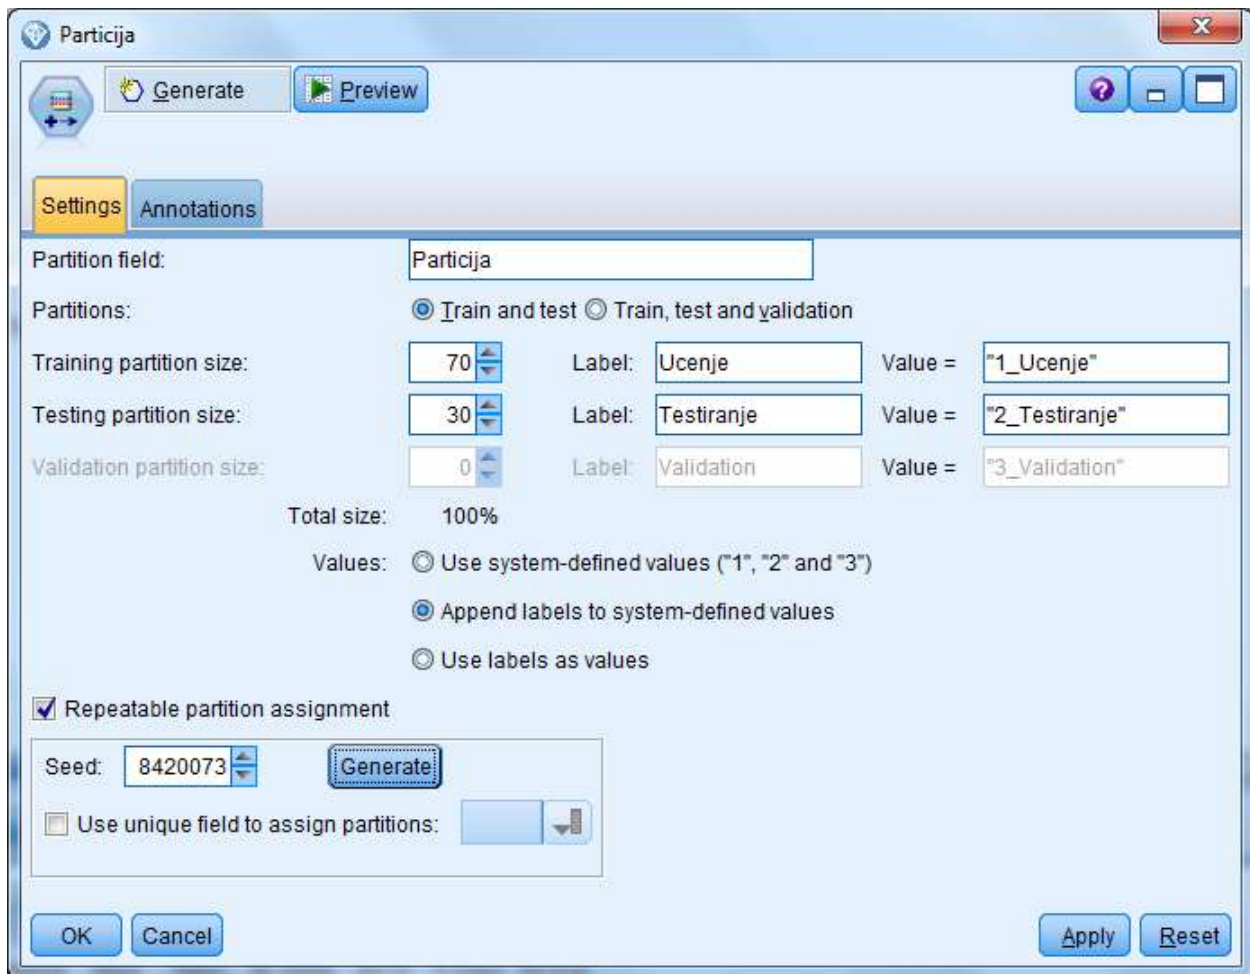 Particija
Generate Preview
Settings Annotations
Partition field: Particija
Partitions: Train and test Train, test and validation
Training partition size: 70 Label: Ucenje Value = "1_Ucenje"
Testing partition size: 30 Label: Testiranje Value = "2_Testiranje"
Validation partition size: 0 Label: Validation Value = "3_Validation"
Total size: 100%
Values: Use system-defined values ("1", "2" and "3")
Append labels to system-defined values
Use labels as values
Repeatable partition assignment
Seed: 8420073 Generate
Use unique field to assign partitions:
OK Cancel Apply Reset